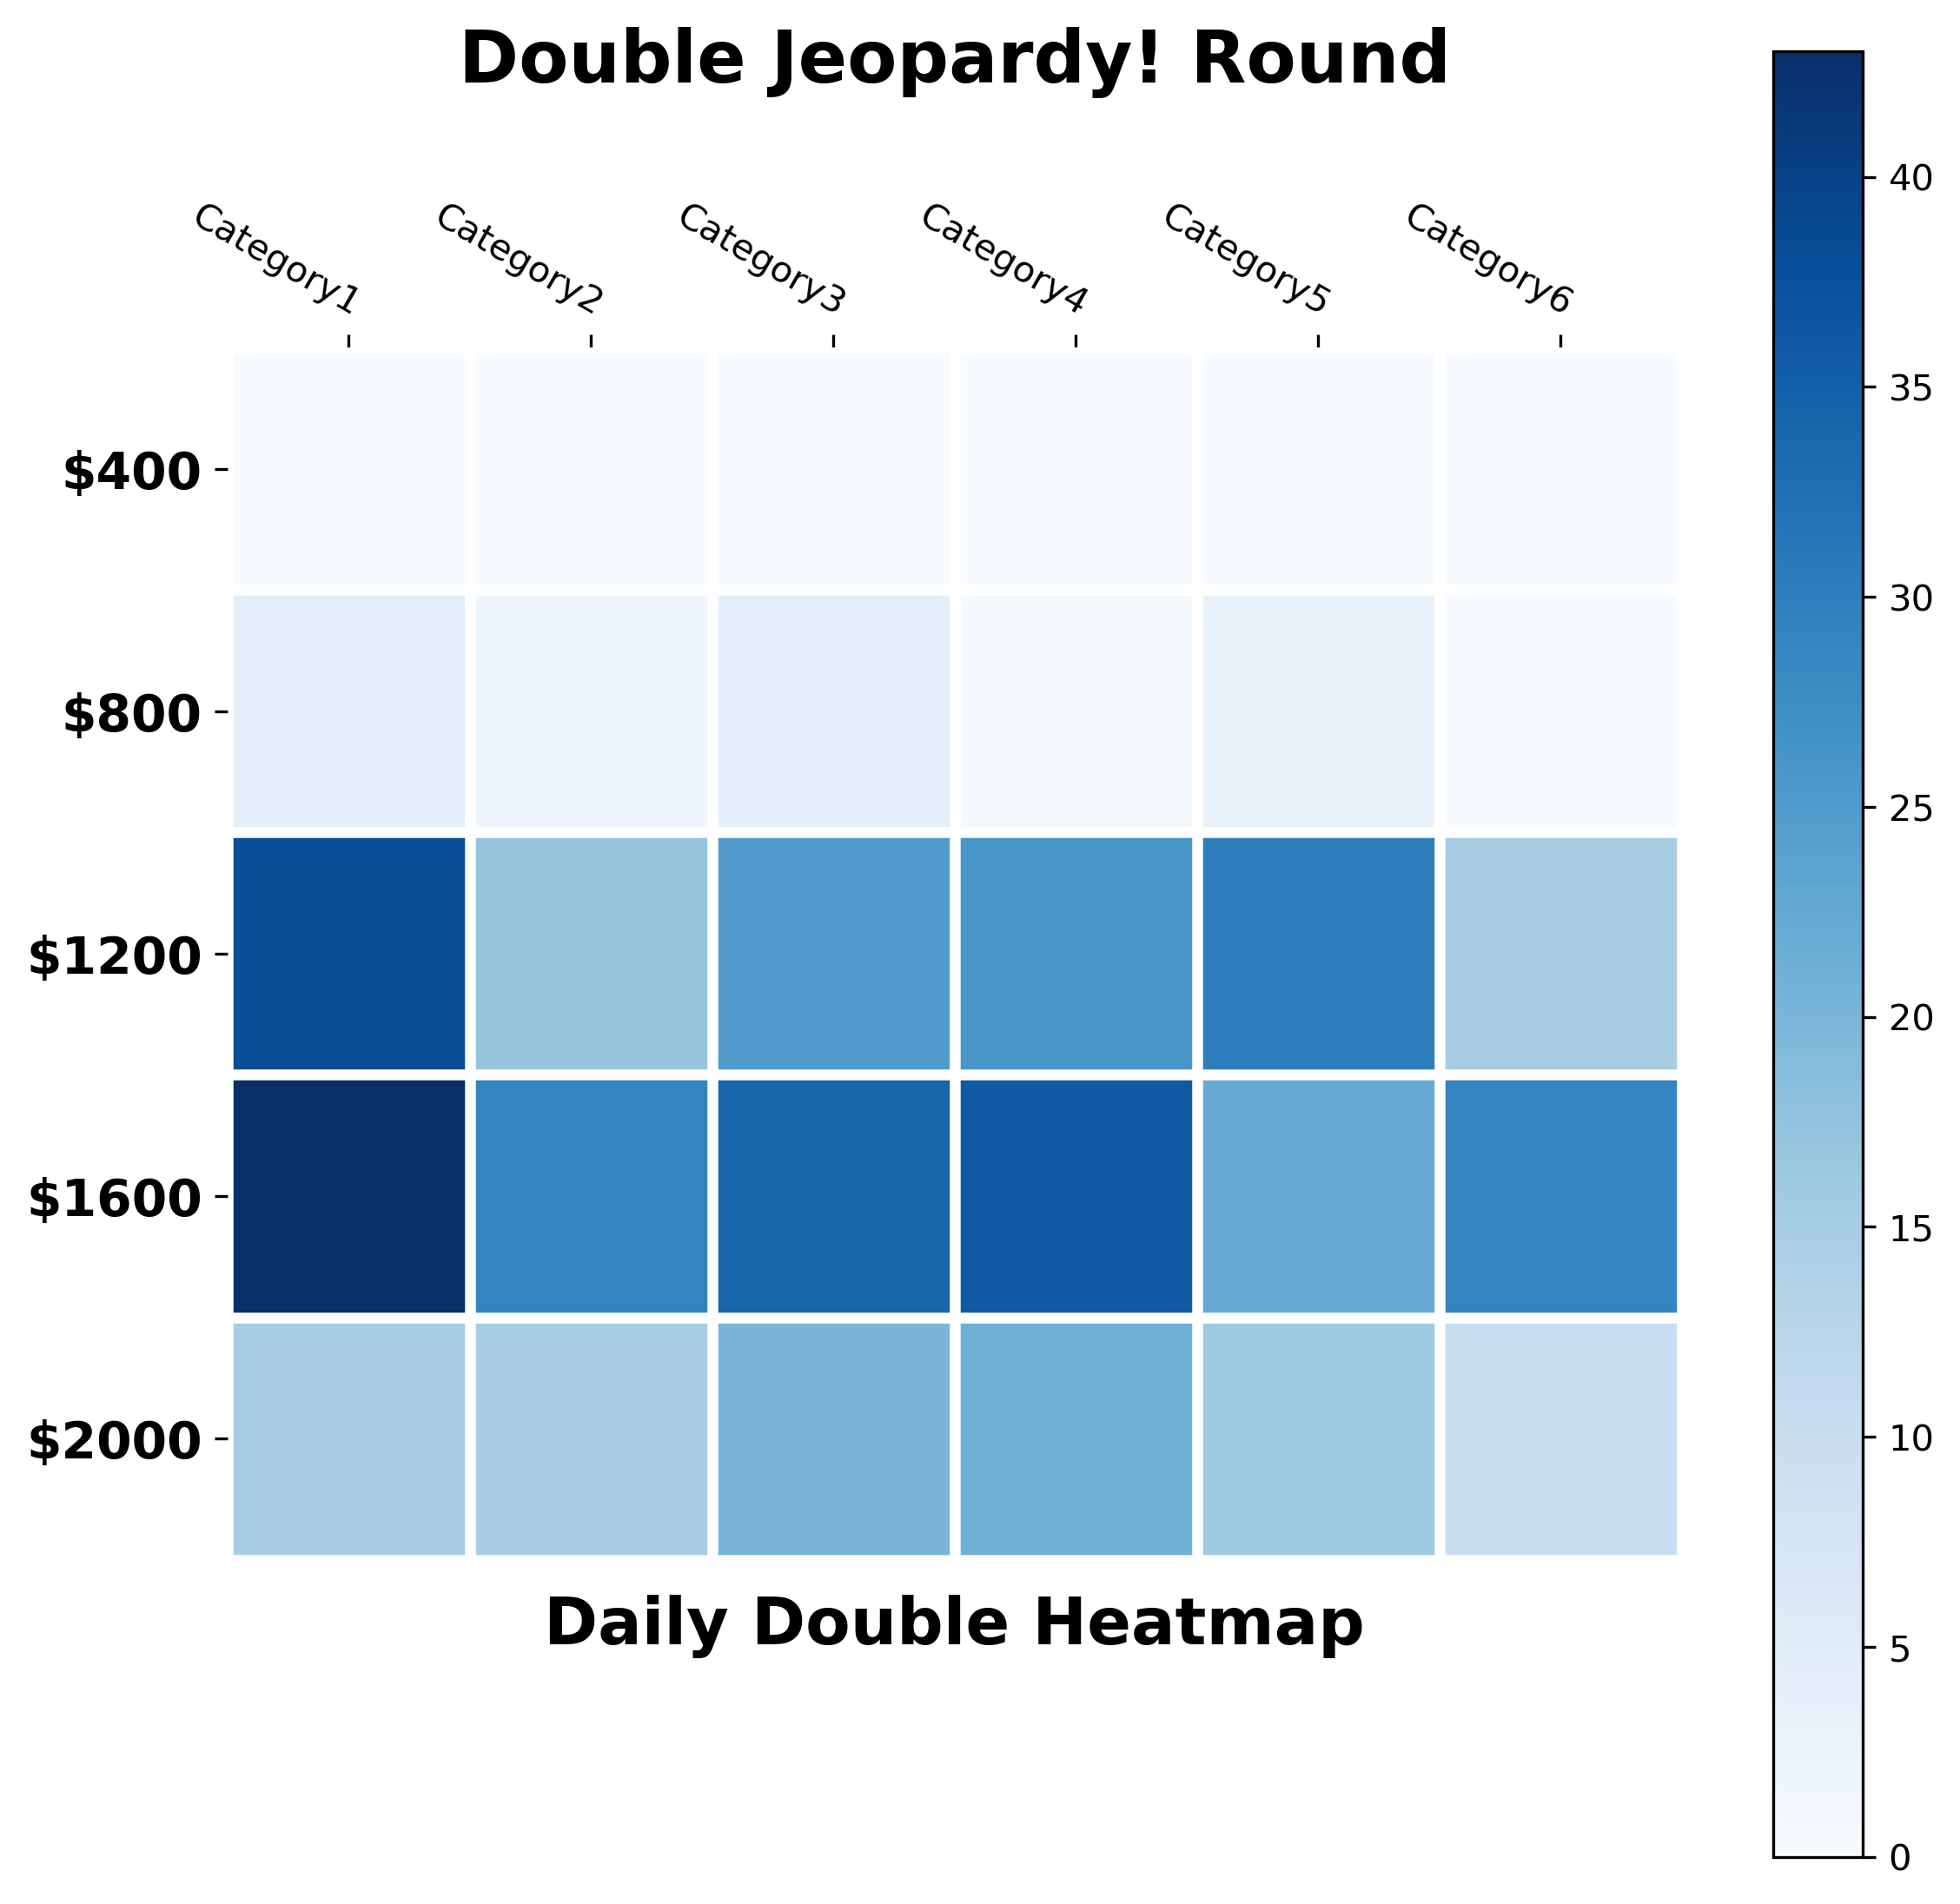 Double Jeopardy! Round
Category1
Category2
Category3
Category4
Category5
Category6
$400
$800
$1200
$1600
$2000
Daily Double Heatmap
40
35
30
25
20
15
10
5
0